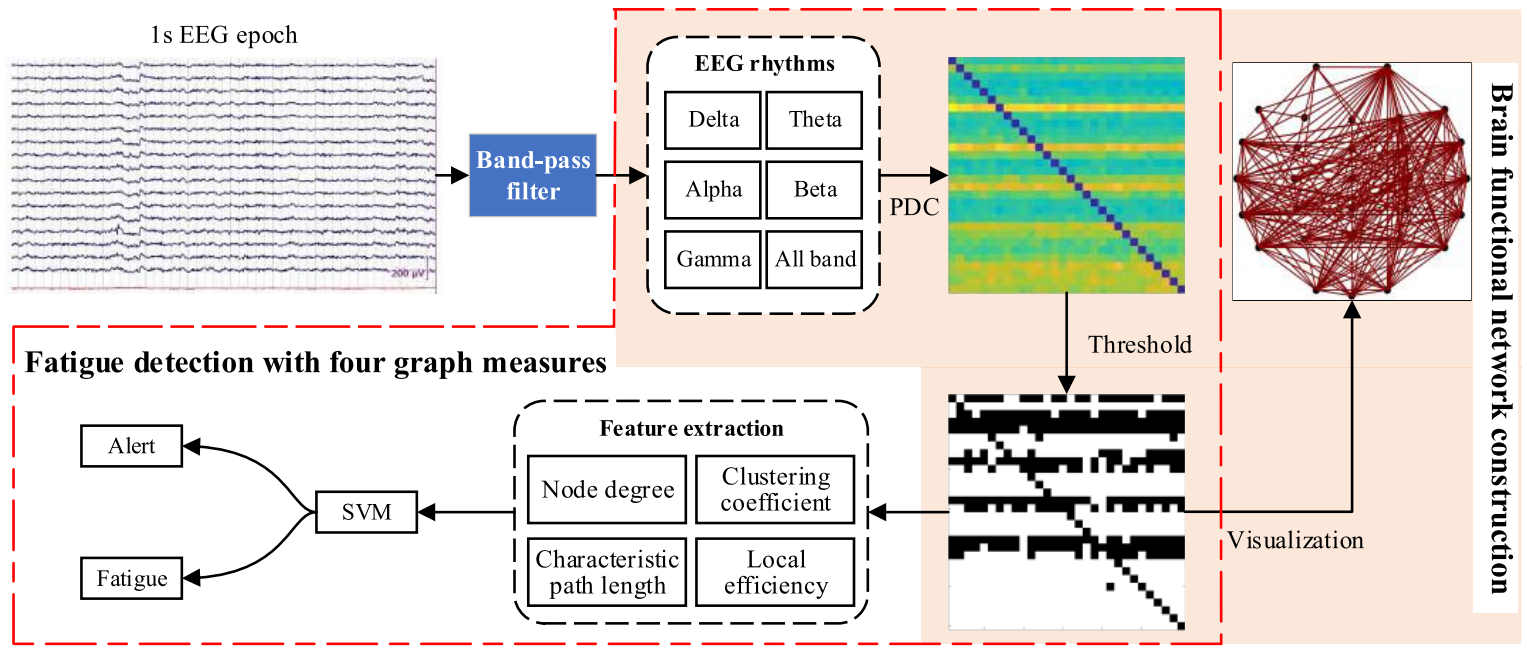 1s EEG epoch
200 μV
Band-pass
filter
EEG rhythms
Delta
Theta
Alpha
Beta
Gamma
All band
PDC
Threshold
Brain functional network construction
Visualization
Fatigue detection with four graph measures
Feature extraction
Node degree
Clustering
coefficient
Characteristic
path length
Local
efficiency
SVM
Alert
Fatigue